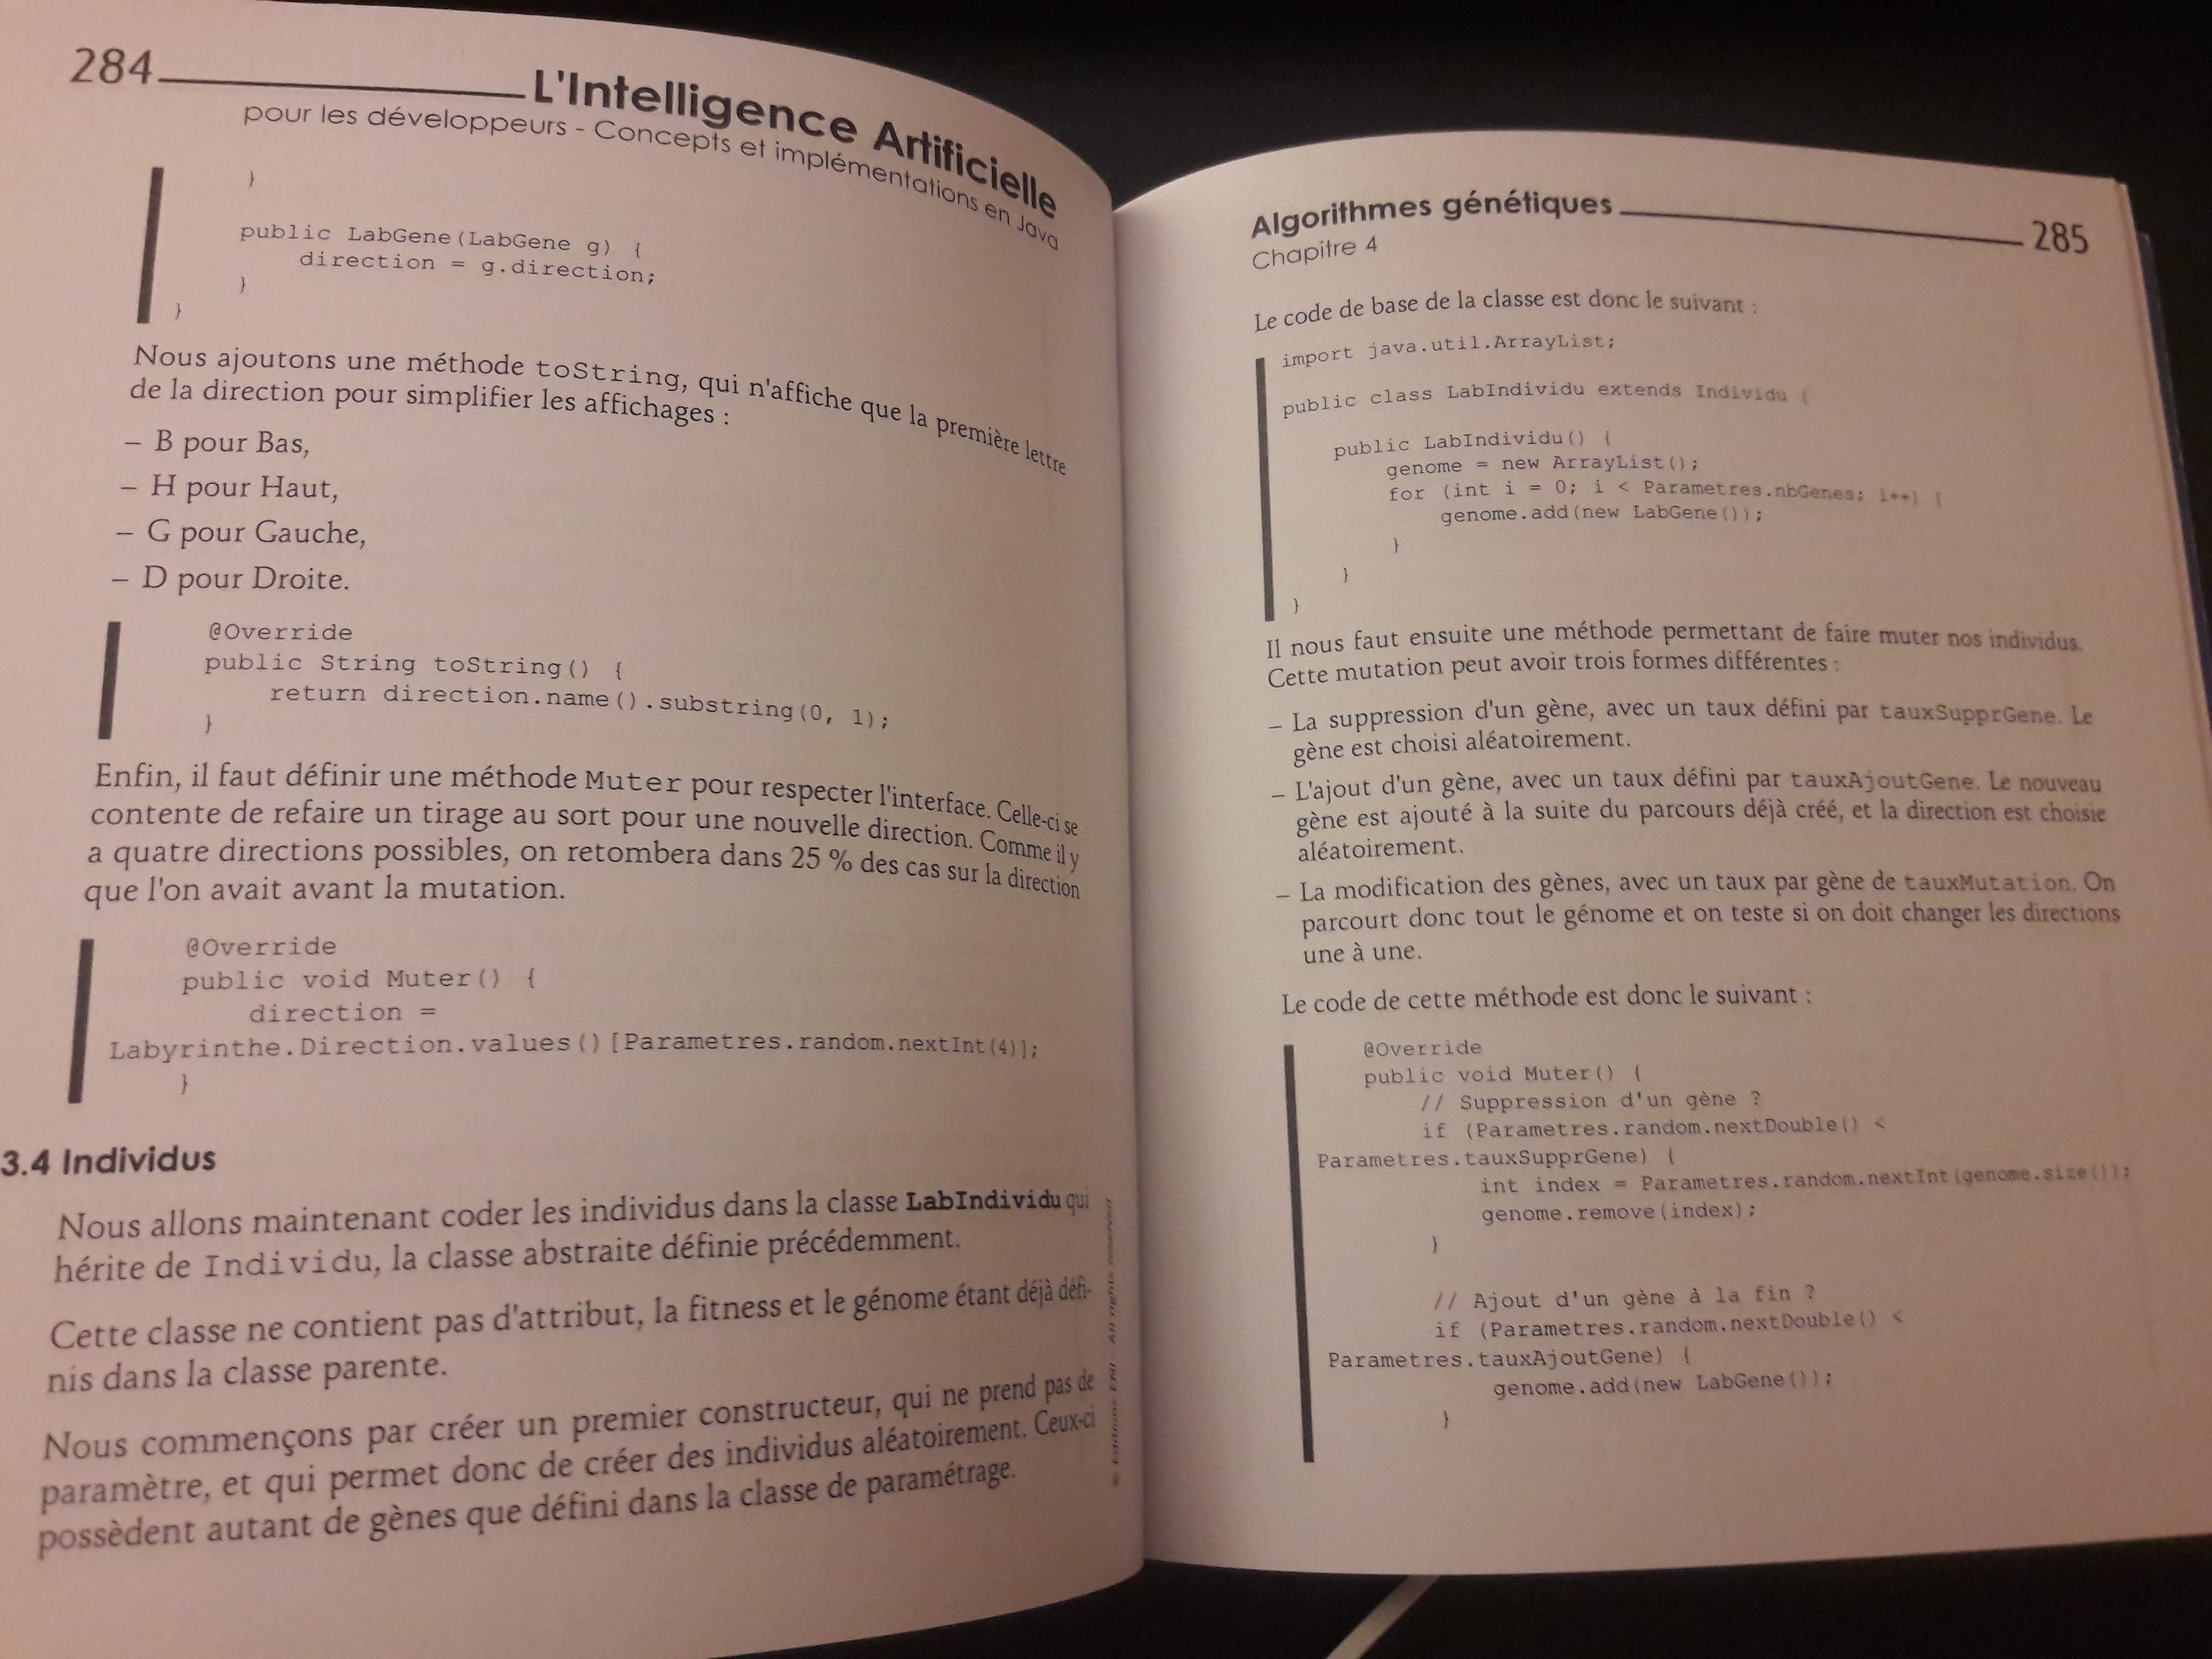 284
L'Intelligence Artificielle
pour les développeurs - Concepts et implémentations en Java
}
public LabGene(LabGene g) {
direction = g.direction;
}
}
Nous ajoutons une méthode toString, qui n'affiche que la première lettre
de la direction pour simplifier les affichages :
– B pour Bas,
– H pour Haut,
– G pour Gauche,
– D pour Droite.
@Override
public String toString() {
return direction.name().substring(0, 1);
}
Enfin, il faut définir une méthode Muter pour respecter l'interface. Celle-ci se
contente de refaire un tirage au sort pour une nouvelle direction. Comme il y
a quatre directions possibles, on retombera dans 25 % des cas sur la direction
que l'on avait avant la mutation.
@Override
public void Muter() {
direction =
Labyrinthe.Direction.values()[Parametres.random.nextInt(4)];
}
3.4 Individus
Nous allons maintenant coder les individus dans la classe LabIndividu qui
hérite de Individu, la classe abstraite définie précédemment.
Cette classe ne contient pas d'attribut, la fitness et le génome étant déjà défi-
nis dans la classe parente.
Nous commençons par créer un premier constructeur, qui ne prend pas de
paramètre, et qui permet donc de créer des individus aléatoirement. Ceux-ci
possèdent autant de gènes que défini dans la classe de paramétrage.
© Editions ENI - All rights reserved
Algorithmes génétiques
285
Chapitre 4
Le code de base de la classe est donc le suivant :
import java.util.ArrayList;
public class LabIndividu extends Individu {
public LabIndividu() {
genome = new ArrayList();
for (int i = 0; i < Parametres.nbGenes; i++) {
genome.add(new LabGene());
}
}
}
Il nous faut ensuite une méthode permettant de faire muter nos individus.
Cette mutation peut avoir trois formes différentes :
– La suppression d'un gène, avec un taux défini par tauxSupprGene. Le
gène est choisi aléatoirement.
– L'ajout d'un gène, avec un taux défini par tauxAjoutGene. Le nouveau
gène est ajouté à la suite du parcours déjà créé, et la direction est choisie
aléatoirement.
– La modification des gènes, avec un taux par gène de tauxMutation. On
parcourt donc tout le génome et on teste si on doit changer les directions
une à une.
Le code de cette méthode est donc le suivant :
@Override
public void Muter() {
// Suppression d'un gène ?
if (Parametres.random.nextDouble() <
Parametres.tauxSupprGene) {
int index = Parametres.random.nextInt(genome.size());
genome.remove(index);
}
// Ajout d'un gène à la fin ?
if (Parametres.random.nextDouble() <
Parametres.tauxAjoutGene) {
genome.add(new LabGene());
}